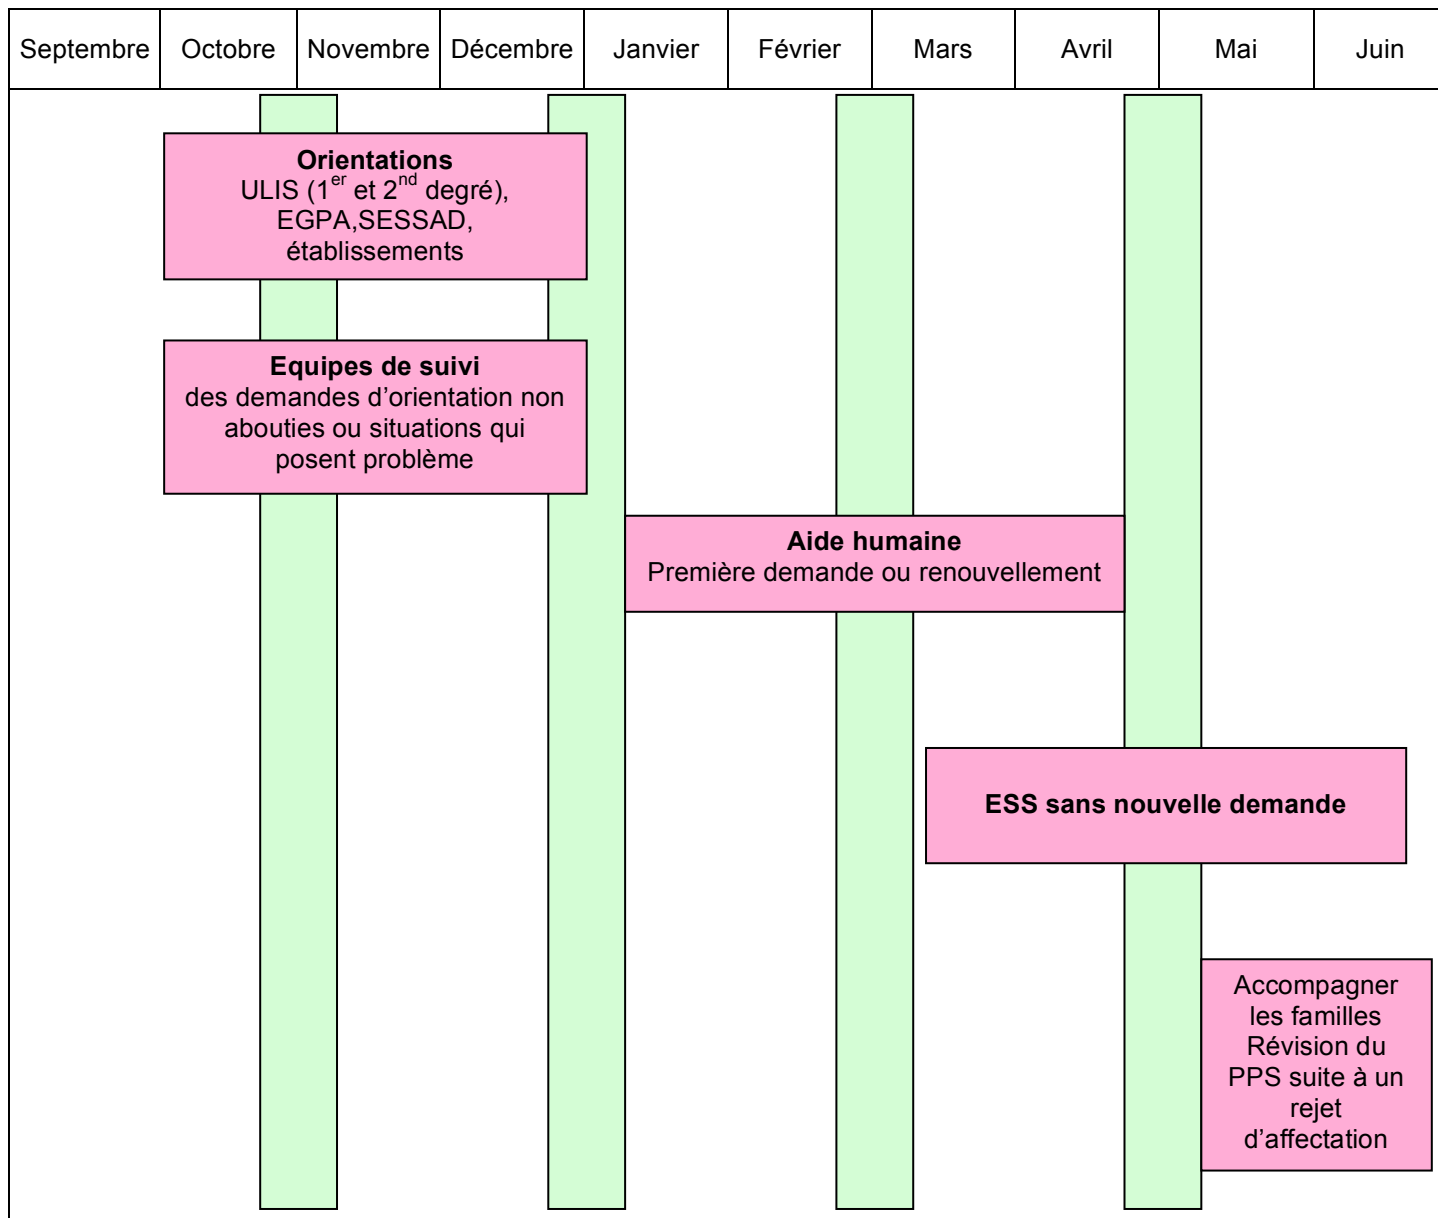 Septembre Octobre Novembre Décembre Janvier Février Mars Avril Mai Juin
Orientations
ULIS (1er et 2nd degré),
EGPA,SESSAD,
établissements
Equipes de suivi
des demandes d’orientation non
abouties ou situations qui
posent problème
Aide humaine
Première demande ou renouvellement
ESS sans nouvelle demande
Accompagner
les familles
Révision du
PPS suite à un
rejet
d’affectation